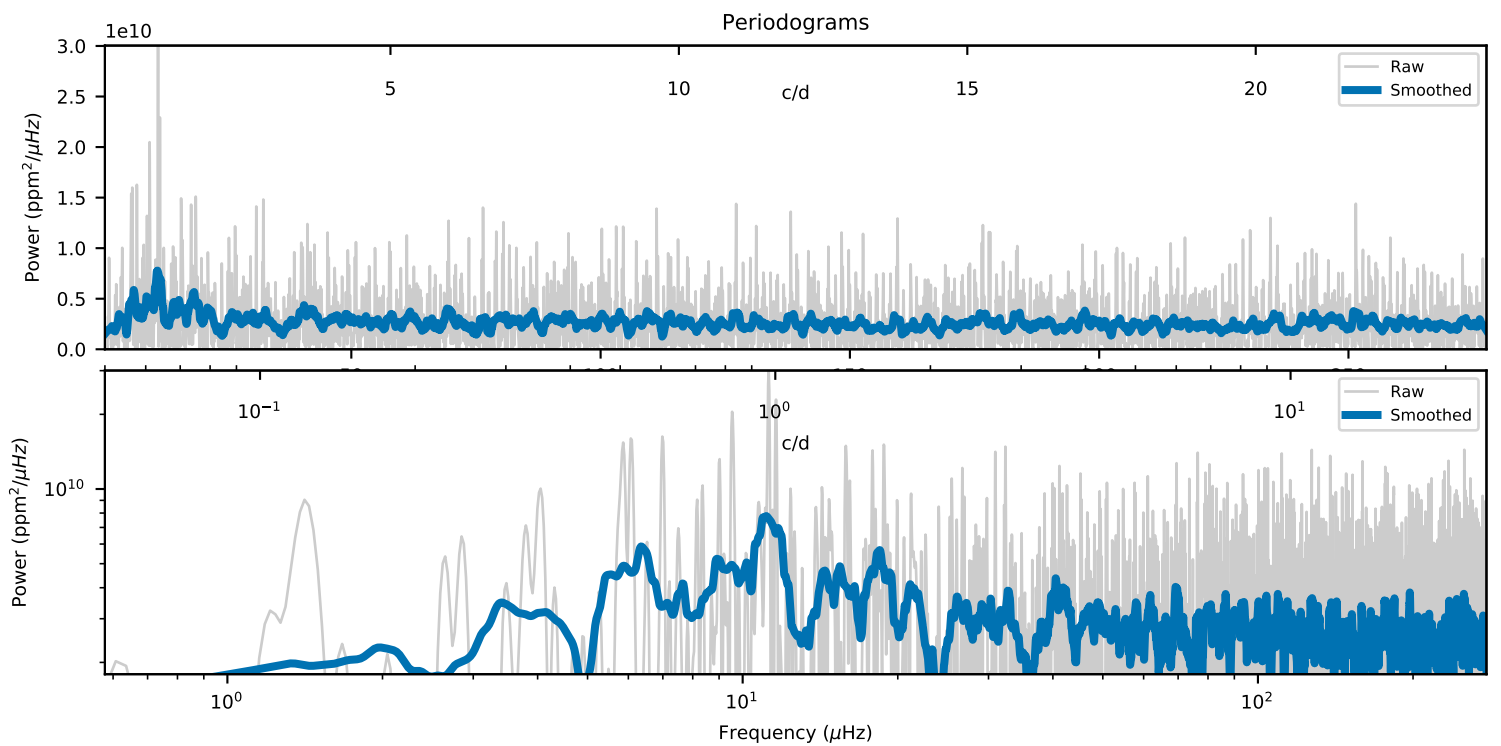 Periodograms
1e10
3.0
2.5
2.0
1.5
1.0
0.5
0.0
Power (ppm²/μHz)
5
10
15
20
c/d
Raw
Smoothed
10⁻¹
10⁰
10¹
c/d
Raw
Smoothed
10¹⁰
Power (ppm²/μHz)
10⁰
10¹
10²
Frequency (μHz)